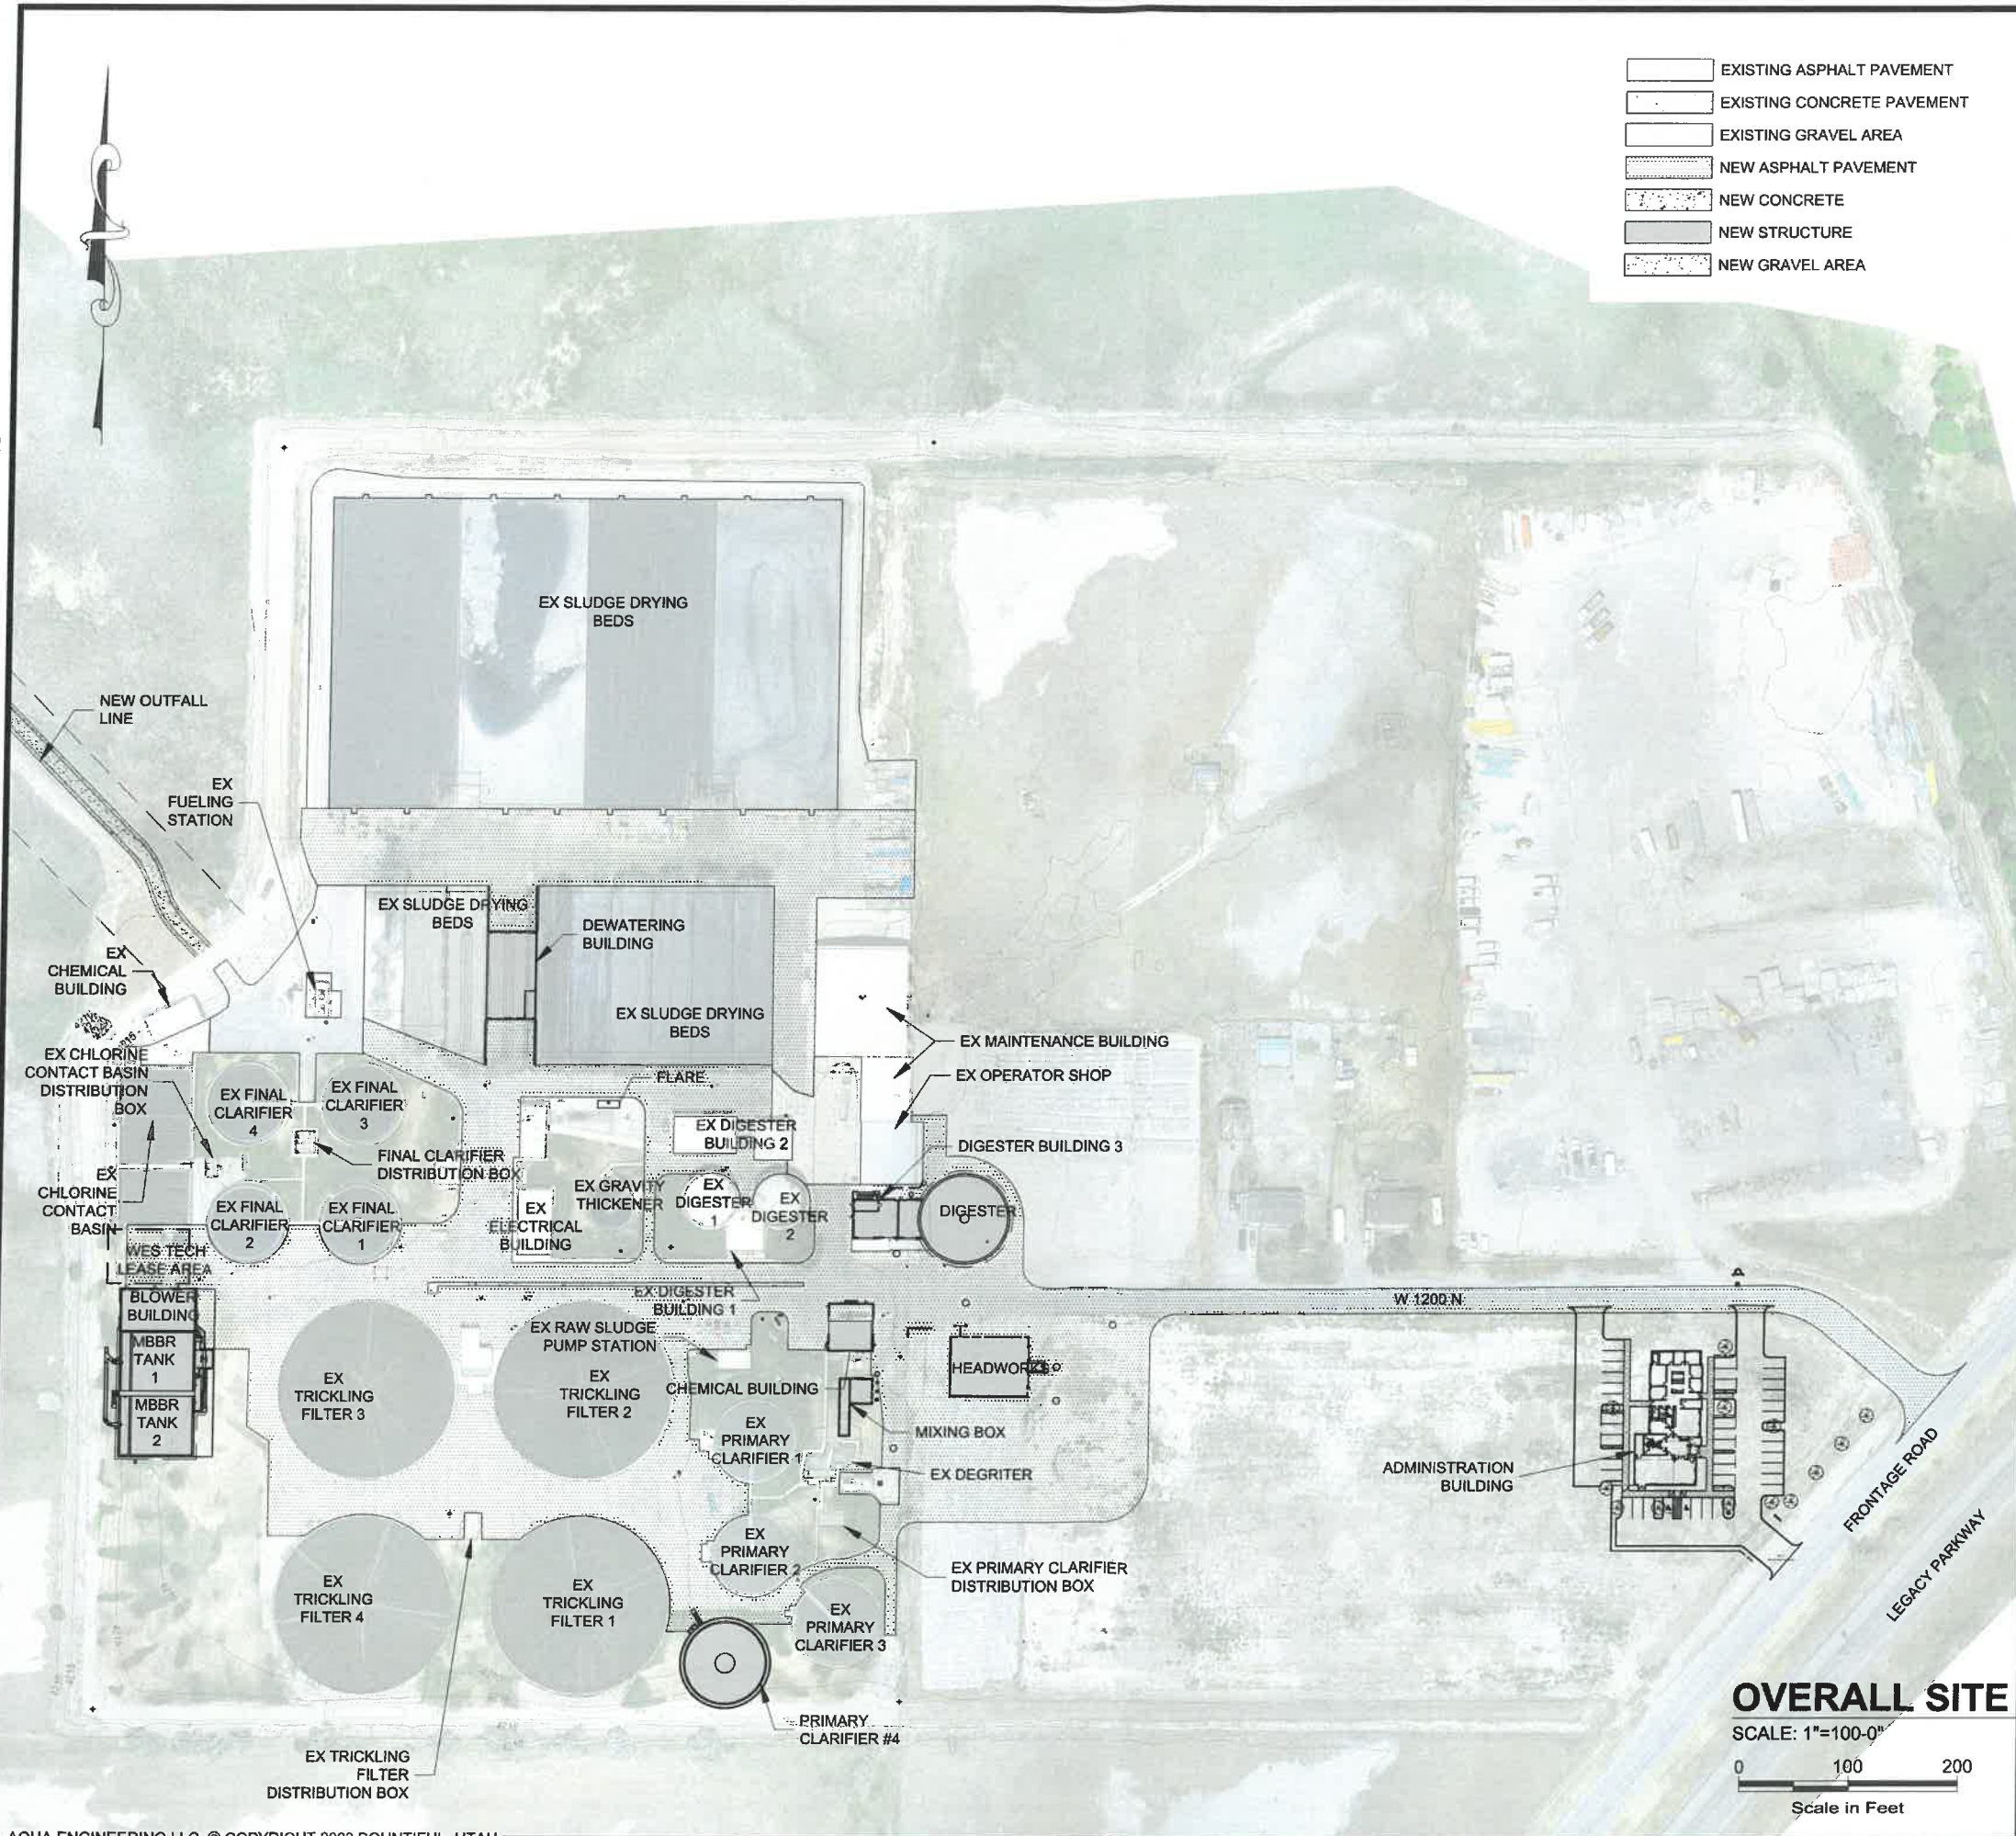 EXISTING ASPHALT PAVEMENT
EXISTING CONCRETE PAVEMENT
EXISTING GRAVEL AREA
NEW ASPHALT PAVEMENT
NEW CONCRETE
NEW STRUCTURE
NEW GRAVEL AREA
EX SLUDGE DRYING
BEDS
NEW OUTFALL
LINE
EX
FUELING
STATION
EX SLUDGE DRYING
BEDS
DEWATERING
BUILDING
EX
CHEMICAL
BUILDING
EX SLUDGE DRYING
BEDS
EX MAINTENANCE BUILDING
EX OPERATOR SHOP
EX CHLORINE
CONTACT BASIN
DISTRIBUTION
BOX
EX FINAL
CLARIFIER
4
EX FINAL
CLARIFIER
3
FLARE
EX DIGESTER
BUILDING 2
DIGESTER BUILDING 3
FINAL CLARIFIER
DISTRIBUTION BOX
EX
CHLORINE
CONTACT
BASIN
EX FINAL
CLARIFIER
2
EX FINAL
CLARIFIER
1
EX
ELECTRICAL
BUILDING
EX GRAVITY
THICKENER
EX
DIGESTER
1
EX
DIGESTER
2
DIGESTER
WES TECH
LEASE AREA
BLOWER
BUILDING
MBBR
TANK
1
MBBR
TANK
2
EX DIGESTER
BUILDING 1
W 1200 N
EX RAW SLUDGE
PUMP STATION
EX
TRICKLING
FILTER 3
EX
TRICKLING
FILTER 2
CHEMICAL BUILDING
HEADWORKS
EX
PRIMARY
CLARIFIER 1
MIXING BOX
EX DEGRITER
ADMINISTRATION
BUILDING
FRONTAGE ROAD
LEGACY PARKWAY
EX
PRIMARY
CLARIFIER 2
EX PRIMARY CLARIFIER
DISTRIBUTION BOX
EX
TRICKLING
FILTER 4
EX
TRICKLING
FILTER 1
EX
PRIMARY
CLARIFIER 3
PRIMARY
CLARIFIER #4
EX TRICKLING
FILTER
DISTRIBUTION BOX
OVERALL SITE
SCALE: 1"=100-0"
0 100 200
Scale in Feet